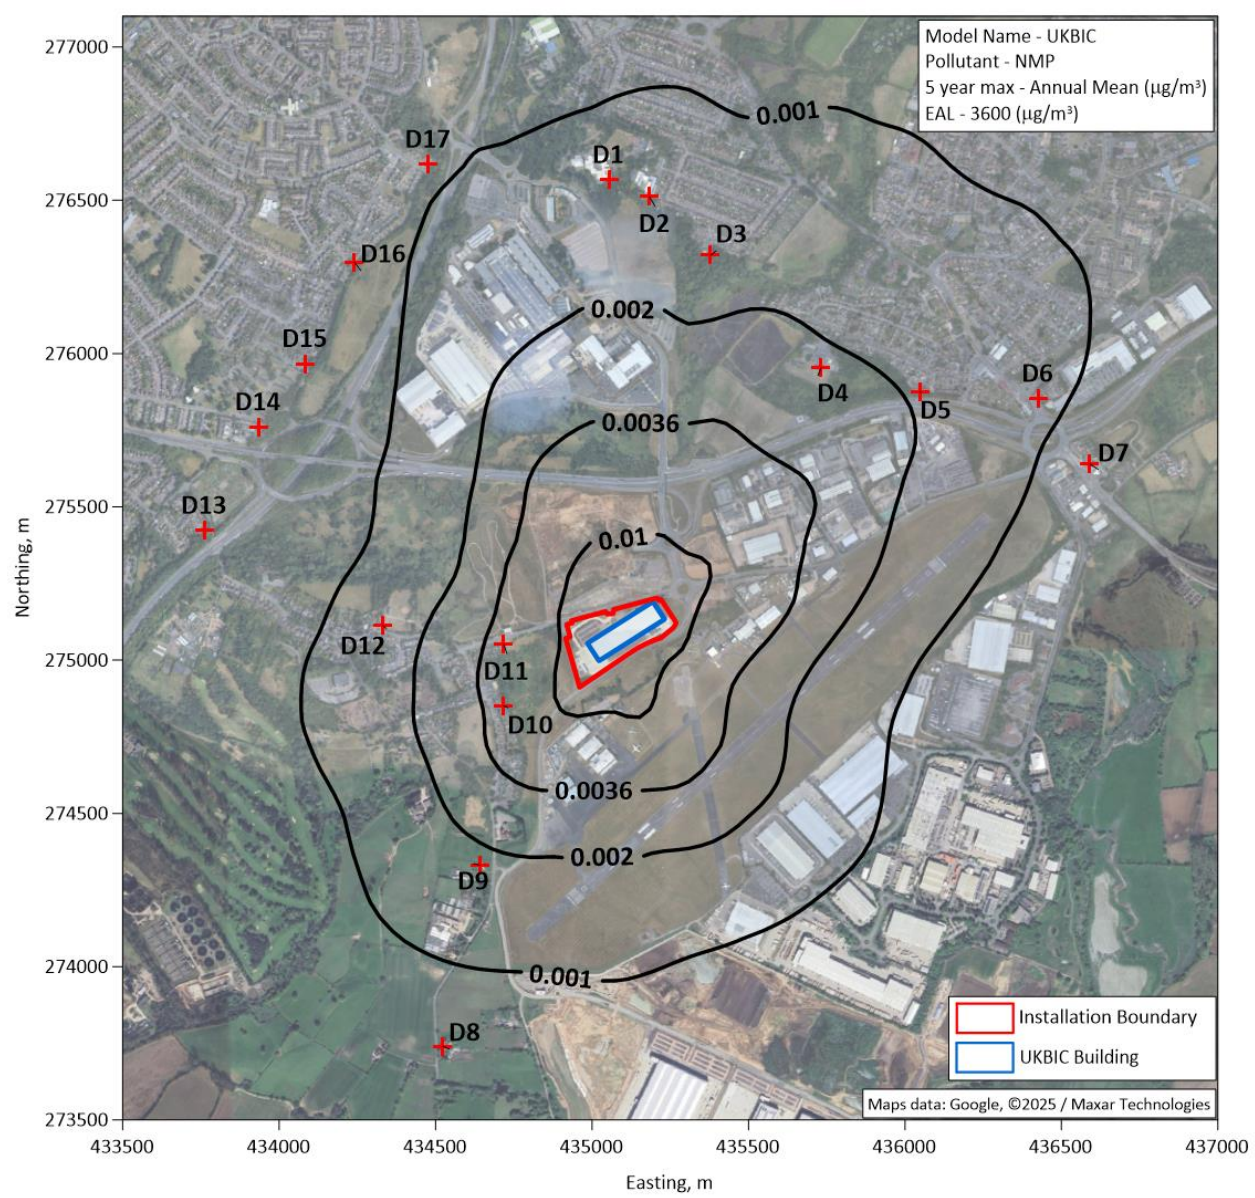 277000
276500
276000
275500
275000
274500
274000
273500
Northing, m
Model Name - UKBIC
Pollutant - NMP
5 year max - Annual Mean (µg/m³)
EAL - 3600 (µg/m³)
0.001
D17
D1
D2
D3
D16
0.002
D15
D4
D6
D14
D5
0.0036
D7
D13
0.01
D12
D11
D10
0.0036
0.002
D9
0.001
D8
Installation Boundary
UKBIC Building
Maps data: Google, ©2025 / Maxar Technologies
433500
434000
434500
435000
435500
436000
436500
437000
Easting, m